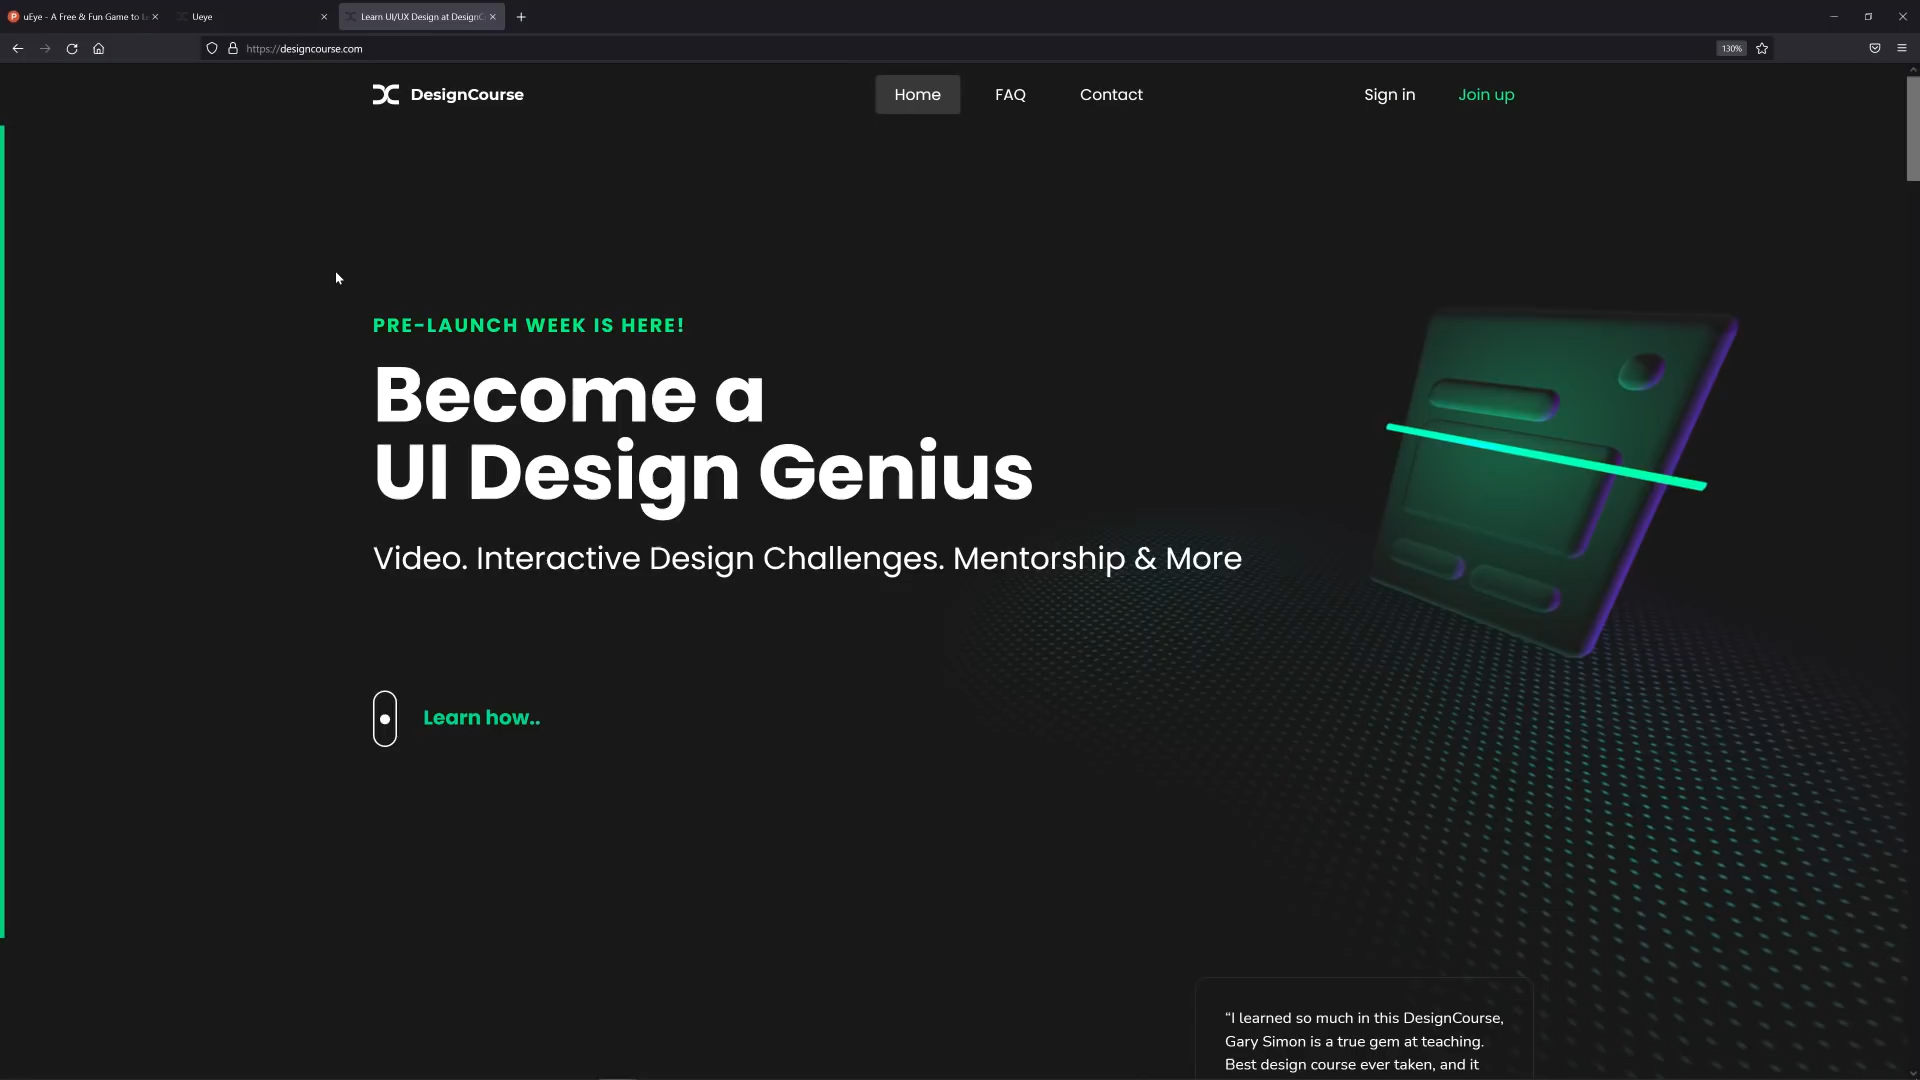 uEye - A Free & Fun Game to L
Ueye
Learn UI/UX Design at DesignC
https://designcourse.com
130%
DesignCourse
Home
FAQ
Contact
Sign in
Join up
PRE-LAUNCH WEEK IS HERE!
Become a
UI Design Genius
Video. Interactive Design Challenges. Mentorship & More
Learn how..
“I learned so much in this DesignCourse,
Gary Simon is a true gem at teaching.
Best design course ever taken, and it